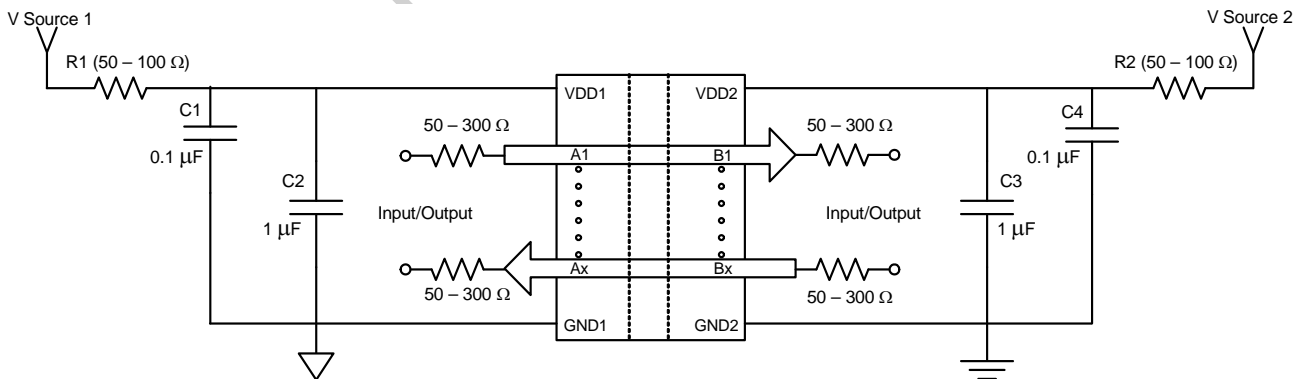 V Source 1
V Source 2
R1 (50 – 100 Ω)
R2 (50 – 100 Ω)
C1
0.1 μF
VDD1
VDD2
C4
0.1 μF
50 – 300 Ω
50 – 300 Ω
A1
B1
C2
1 μF
C3
1 μF
Input/Output
Input/Output
Ax
Bx
50 – 300 Ω
50 – 300 Ω
GND1
GND2